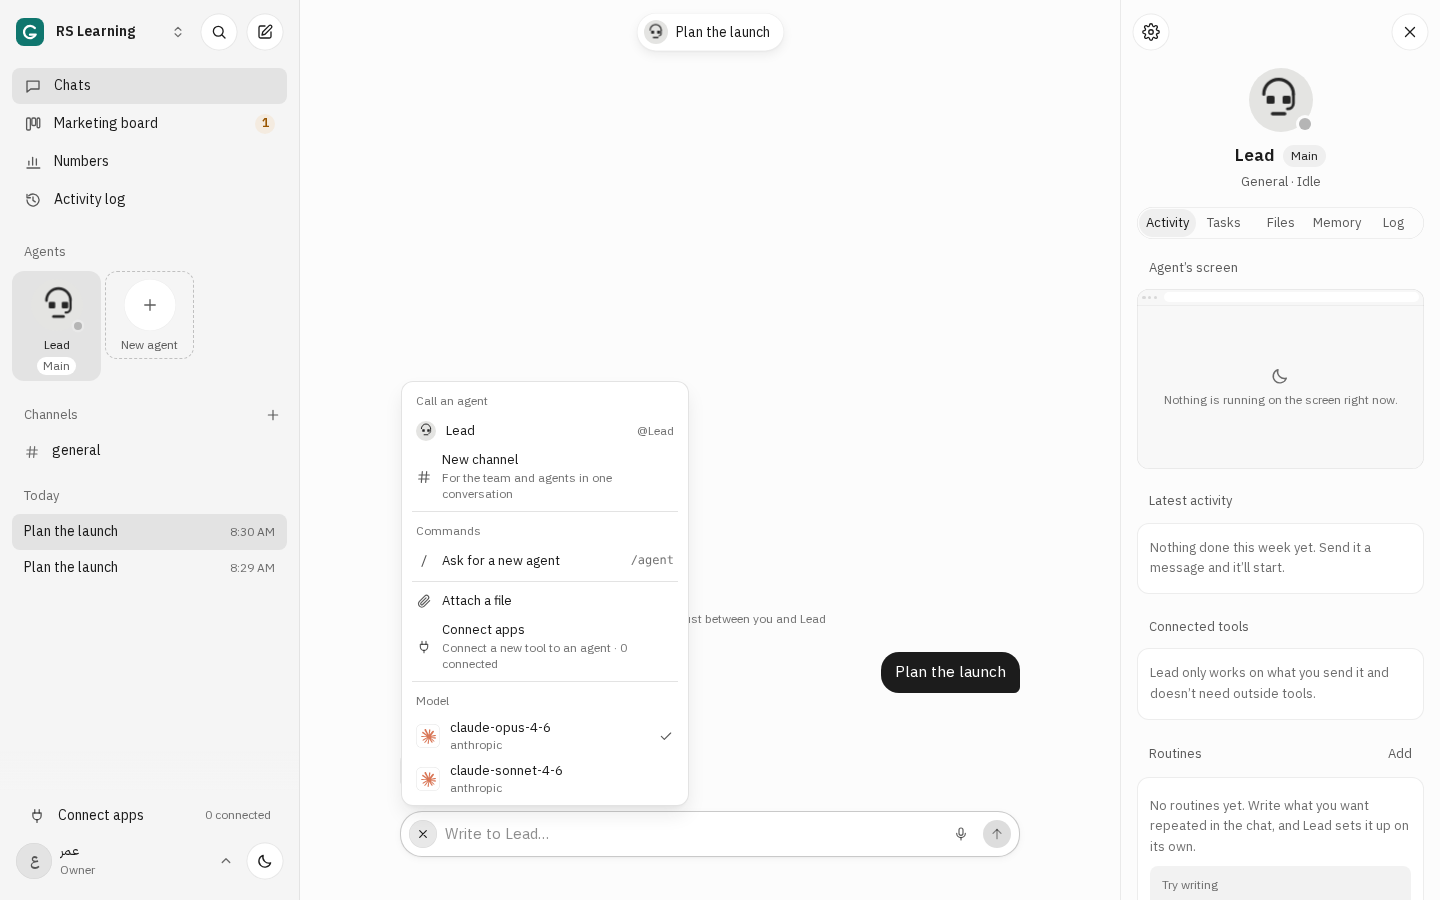 RS Learning
Chats
Marketing board
1
Numbers
Activity log
Agents
Lead
Main
New agent
Channels
general
Today
Plan the launch
8:30 AM
Plan the launch
8:29 AM
Connect apps
0 connected
ع
عمر
Owner
Plan the launch
Call an agent
Lead
@Lead
New channel
For the team and agents in one
conversation
Commands
/ Ask for a new agent
/agent
Attach a file
Connect apps
Connect a new tool to an agent · 0
connected
Model
claude-opus-4-6
anthropic
claude-sonnet-4-6
anthropic
between you and Lead
Plan the launch
Write to Lead...
Lead
Main
General · Idle
Activity
Tasks
Files
Memory
Log
Agent's screen
Nothing is running on the screen right now.
Latest activity
Nothing done this week yet. Send it a
message and it'll start.
Connected tools
Lead only works on what you send it and
doesn't need outside tools.
Routines
Add
No routines yet. Write what you want
repeated in the chat, and Lead sets it up on
its own.
Try writing